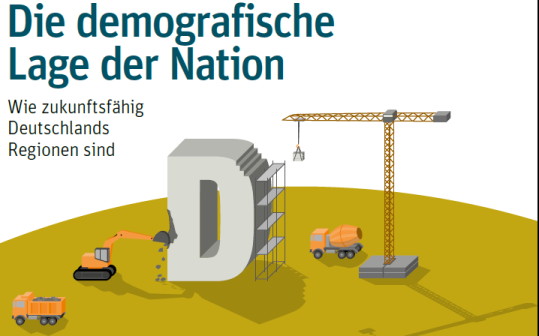 Die demografische
Lage der Nation
Wie zukunftsfähig
Deutschlands
Regionen sind
D